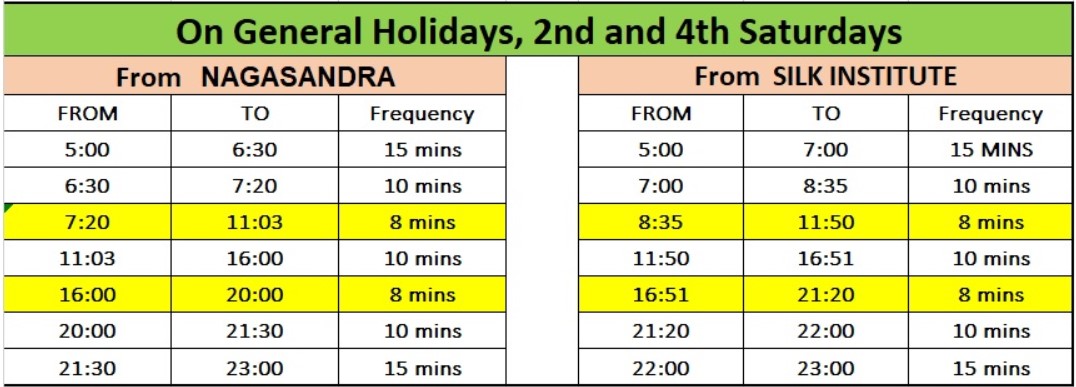 On General Holidays, 2nd and 4th Saturdays
From NAGASANDRA From SILK INSTITUTE
FROM TO Frequency FROM TO Frequency
5:00 6:30 15 mins 5:00 7:00 15 MINS
6:30 7:20 10 mins 7:00 8:35 10 mins
7:20 11:03 8 mins 8:35 11:50 8 mins
11:03 16:00 10 mins 11:50 16:51 10 mins
16:00 20:00 8 mins 16:51 21:20 8 mins
20:00 21:30 10 mins 21:20 22:00 10 mins
21:30 23:00 15 mins 22:00 23:00 15 mins